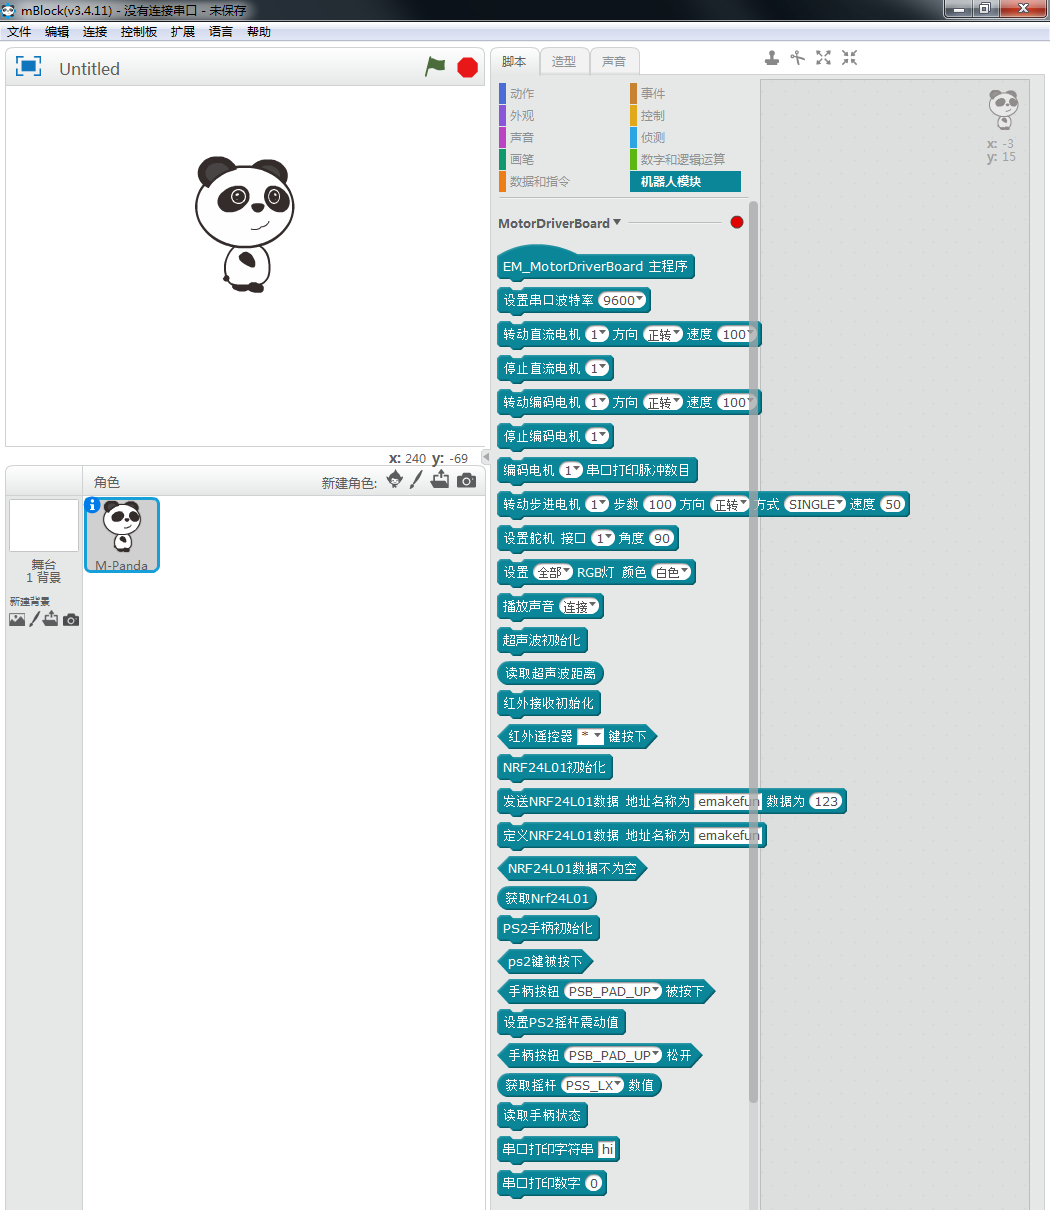 mBlock(v3.4.11) - 没有连接串口 - 未保存
文件 编辑 连接 控制板 扩展 语言 帮助
Untitled
脚本 造型 声音
动作 事件
外观 控制
声音 侦测
画笔 数字和逻辑运算
数据和指令 机器人模块
x: -3
y: 15
MotorDriverBoard
EM_MotorDriverBoard 主程序
设置串口波特率 9600
转动直流电机 1 方向 正转 速度 100
停止直流电机 1
转动编码电机 1 方向 正转 速度 100
停止编码电机 1
编码电机 1 串口打印脉冲数目
转动步进电机 1 步数 100 方向 正转 方式 SINGLE 速度 50
设置舵机 接口 1 角度 90
设置 全部 RGB灯 颜色 白色
播放声音 连接
超声波初始化
读取超声波距离
红外接收初始化
红外遥控器 * 键按下
NRF24L01初始化
发送NRF24L01数据 地址名称为 emakefun 数据为 123
定义NRF24L01数据 地址名称为 emakefun
NRF24L01数据不为空
获取Nrf24L01
PS2手柄初始化
ps2键被按下
手柄按钮 PSB_PAD_UP 被按下
设置PS2摇杆震动值
手柄按钮 PSB_PAD_UP 松开
获取摇杆 PSS_LX 数值
读取手柄状态
串口打印字符串 hi
串口打印数字 0
x: 240 y: -69
角色 新建角色:
M-Panda
舞台
1 背景
新建背景